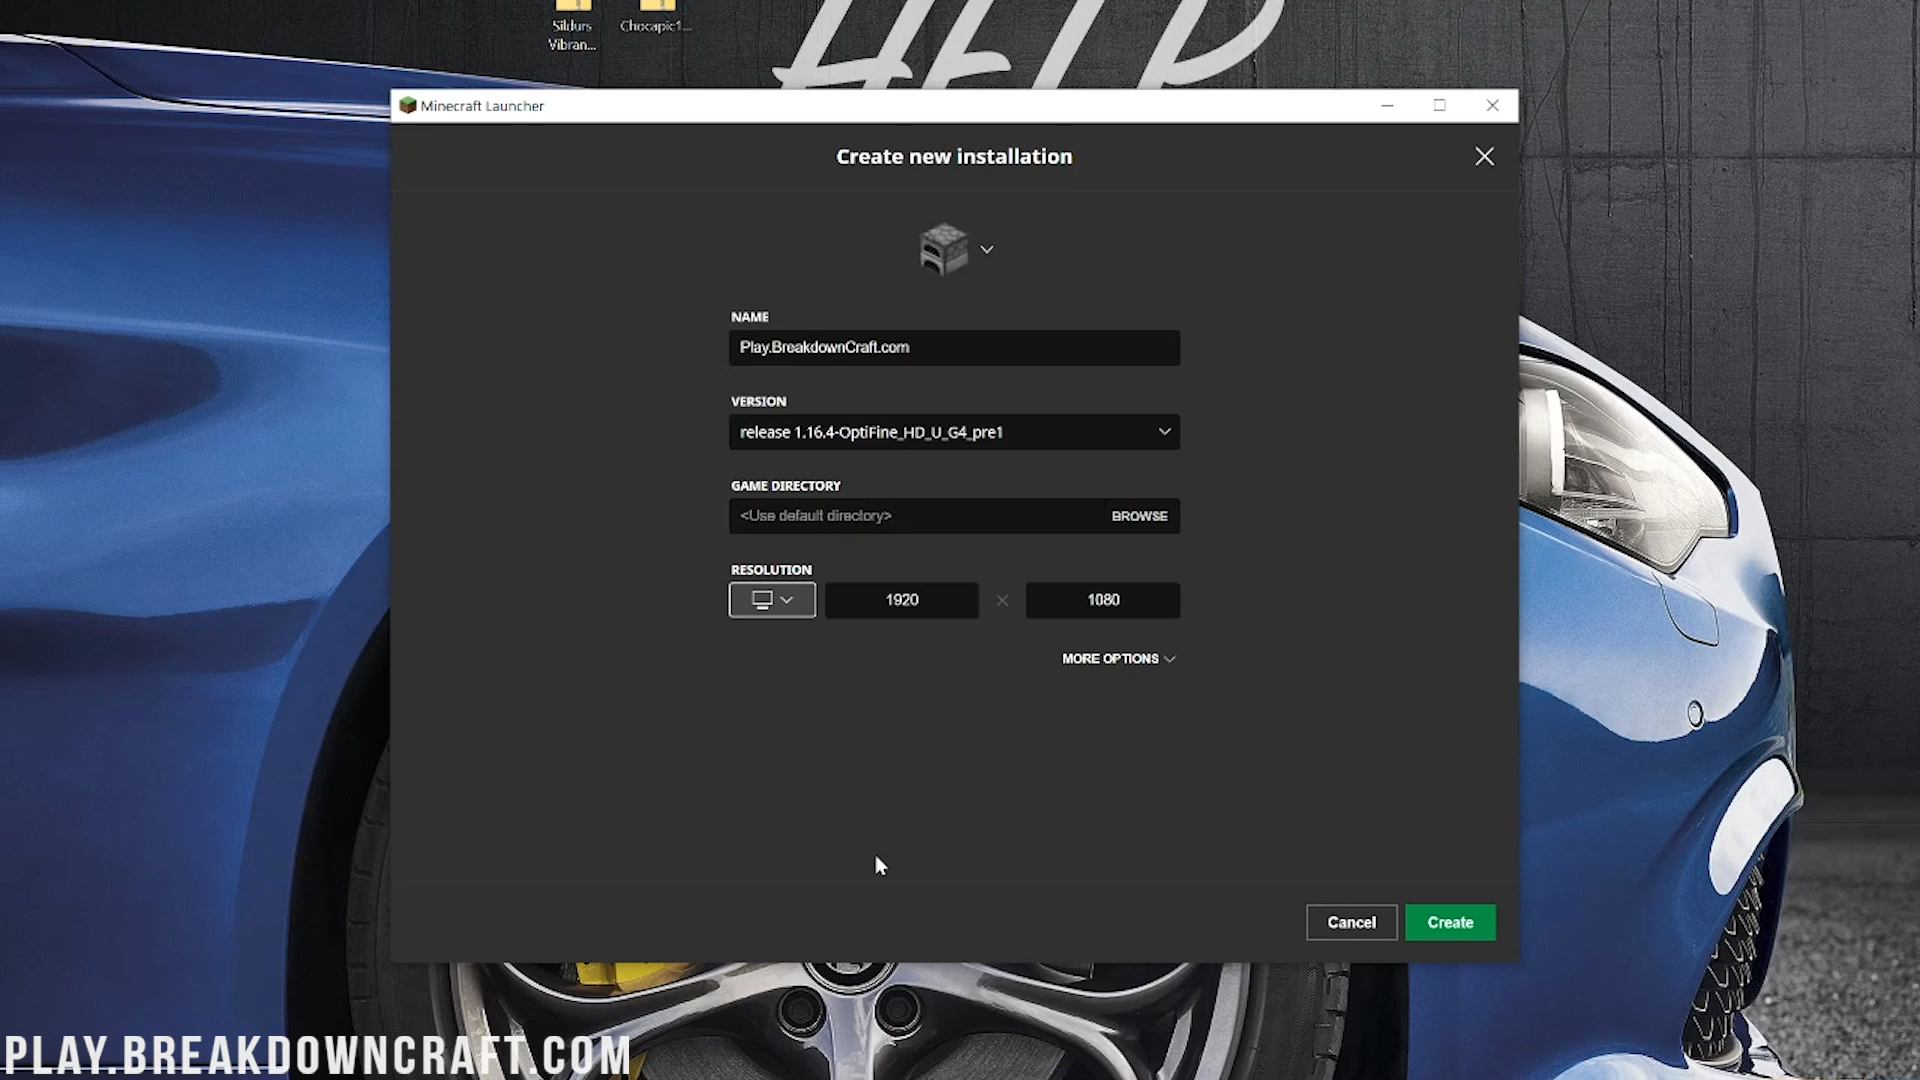 Sildurs
Vibran...
Chocapic1...
HELP
Minecraft Launcher
Create new installation
NAME
Play.BreakdownCraft.com
VERSION
release 1.16.4-OptiFine_HD_U_G4_pre1
GAME DIRECTORY
<Use default directory>
BROWSE
RESOLUTION
1920
1080
MORE OPTIONS
Cancel
Create
PLAY.BREAKDOWNCRAFT.COM